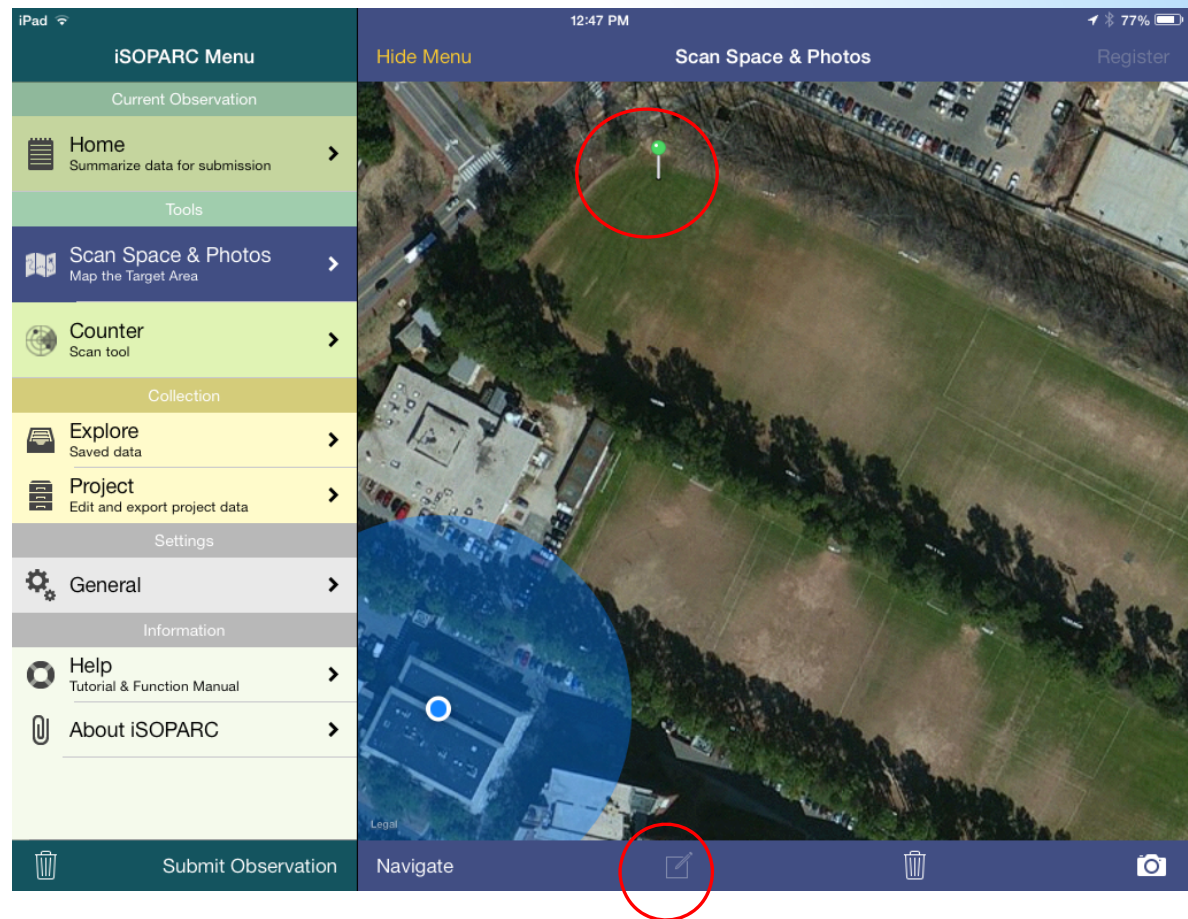 iPad 12:47 PM 77%
iSOPARC Menu
Hide Menu Scan Space & Photos Register
Current Observation
Home
Summarize data for submission
Tools
Scan Space & Photos
Map the Target Area
Counter
Scan tool
Collection
Explore
Saved data
Project
Edit and export project data
Settings
General
Information
Help
Tutorial & Function Manual
About iSOPARC
Legal
Submit Observation
Navigate